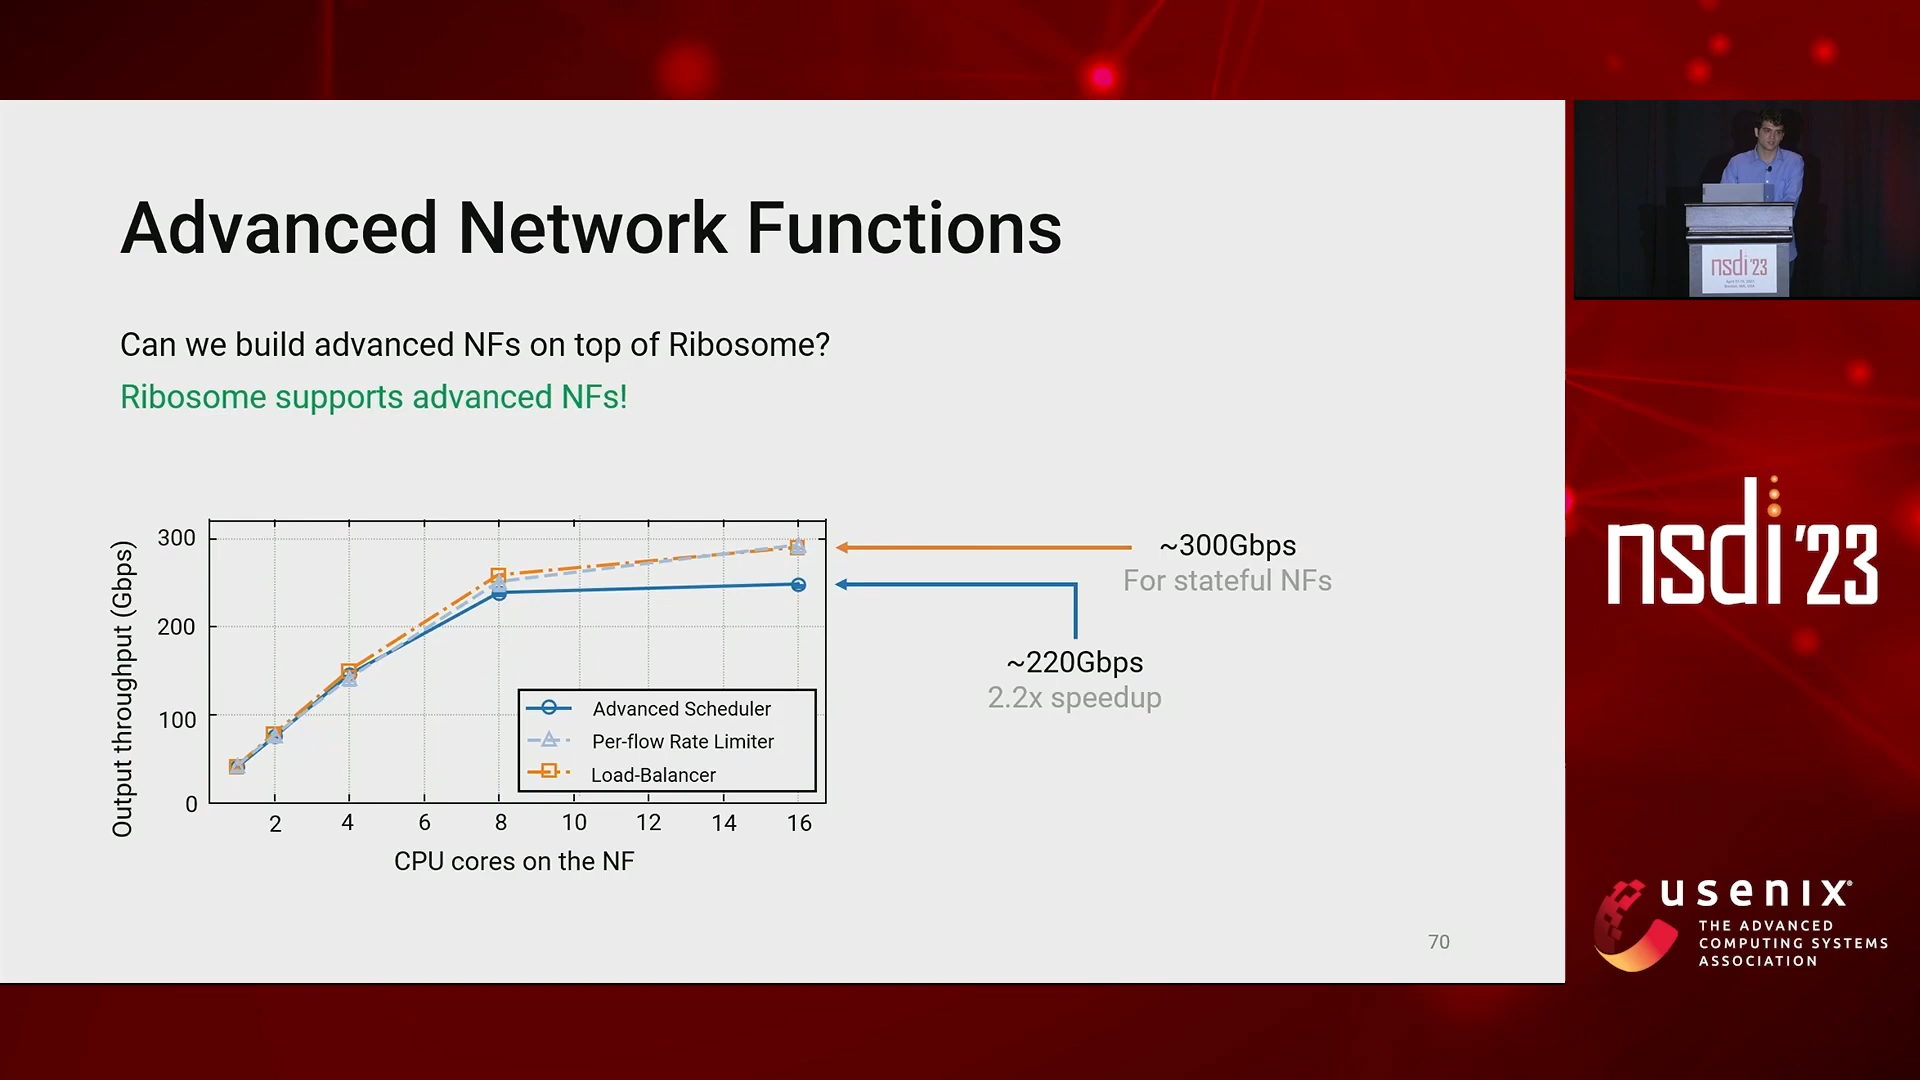 Advanced Network Functions
Can we build advanced NFs on top of Ribosome?
Ribosome supports advanced NFs!
Output throughput (Gbps)
300
200
100
0
2 4 6 8 10 12 14 16
CPU cores on the NF
Advanced Scheduler
Per-flow Rate Limiter
Load-Balancer
~300Gbps
For stateful NFs
~220Gbps
2.2x speedup
70
nsdi '23
nsdi '23
usenix®
THE ADVANCED
COMPUTING SYSTEMS
ASSOCIATION